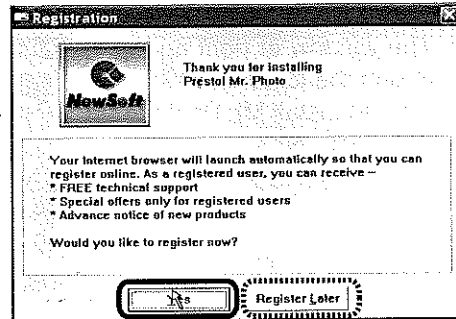 Registration
Thank you for installing
Presto! Mr. Photo
NewSoft
Your Internet browser will launch automatically so that you can
register online. As a registered user, you can receive --
* FREE technical support
* Special offers only for registered users
* Advance notice of new products
Would you like to register now?
Yes
Register Later